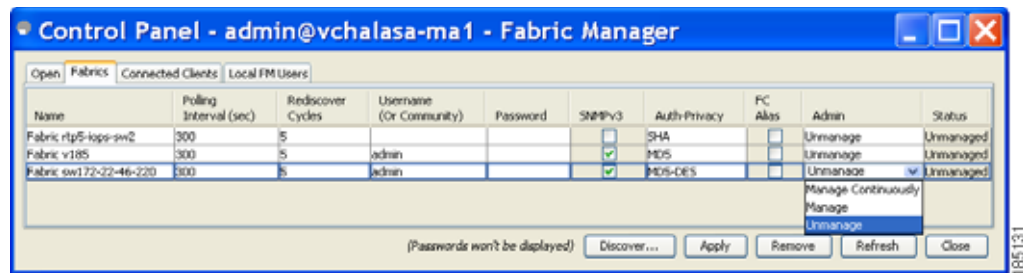 Control Panel - admin@vchalasa-ma1 - Fabric Manager
Open Fabrics Connected Clients Local FM Users
Name Polling Interval (sec) Rediscover Cycles Username (Or Community) Password SNMPv3 Auth-Privacy FC Alias Admin Status
Fabric rtp5-iops-sw2 300 5 SHA Unmanage Unmanaged
Fabric v185 300 5 admin MD5 Unmanage Unmanaged
Fabric sw172-22-46-220 300 5 admin MD5-DES Unmanage Unmanaged
Manage Continuously
Manage
Unmanage
(Passwords won't be displayed) Discover... Apply Remove Refresh Close
185131